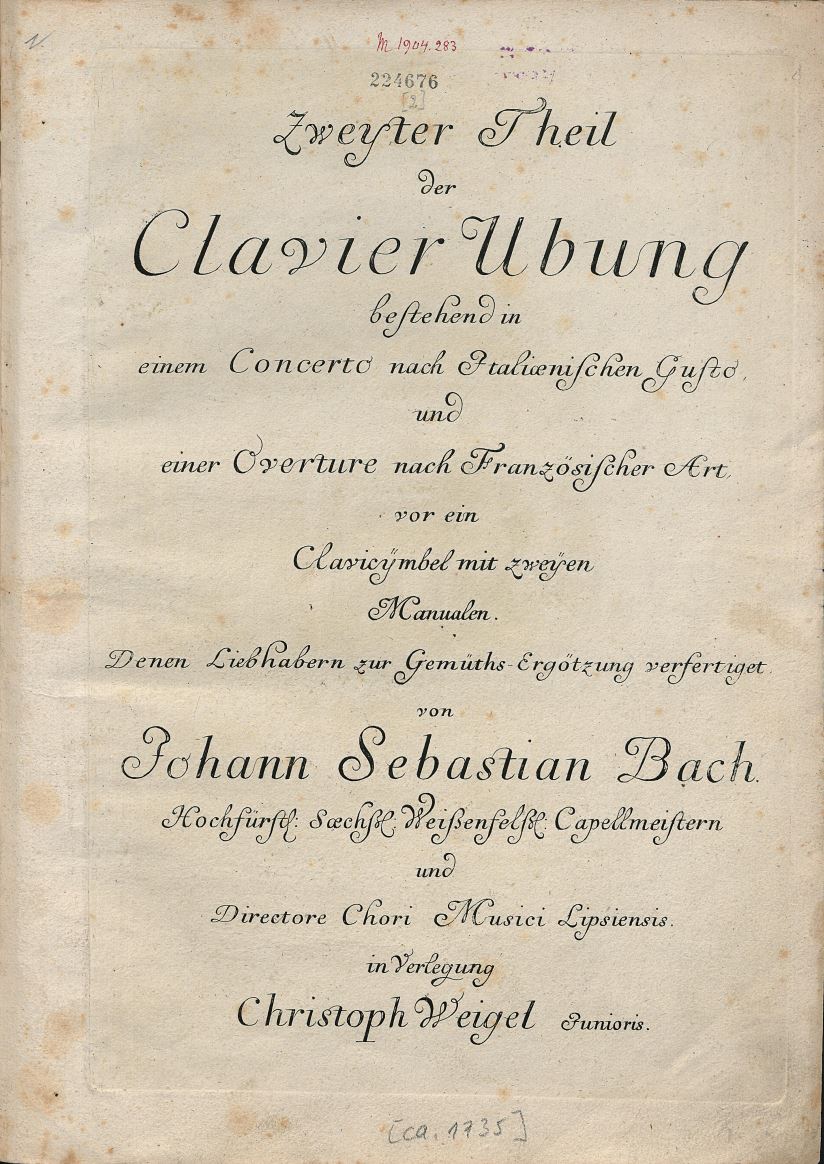 M 1904.283
224676
[2]
Zweyter Theil
der
Clavier Ubung
bestehend in
einem Concerto nach Italiænischen Gusto,
und
einer Overture nach Französischer Art,
vor ein
Clavicÿmbel mit zweÿen
Manualen.
Denen Liebhabern zur Gemüths-Ergötzung verfertiget
von
Johann Sebastian Bach.
Hochfürstl: Sæchßl: Weißenfelßl: Capellmeistern
und
Directore Chori Musici Lipsiensis.
in Verlegung
Christoph Weigel Junioris.
[ca. 1735]